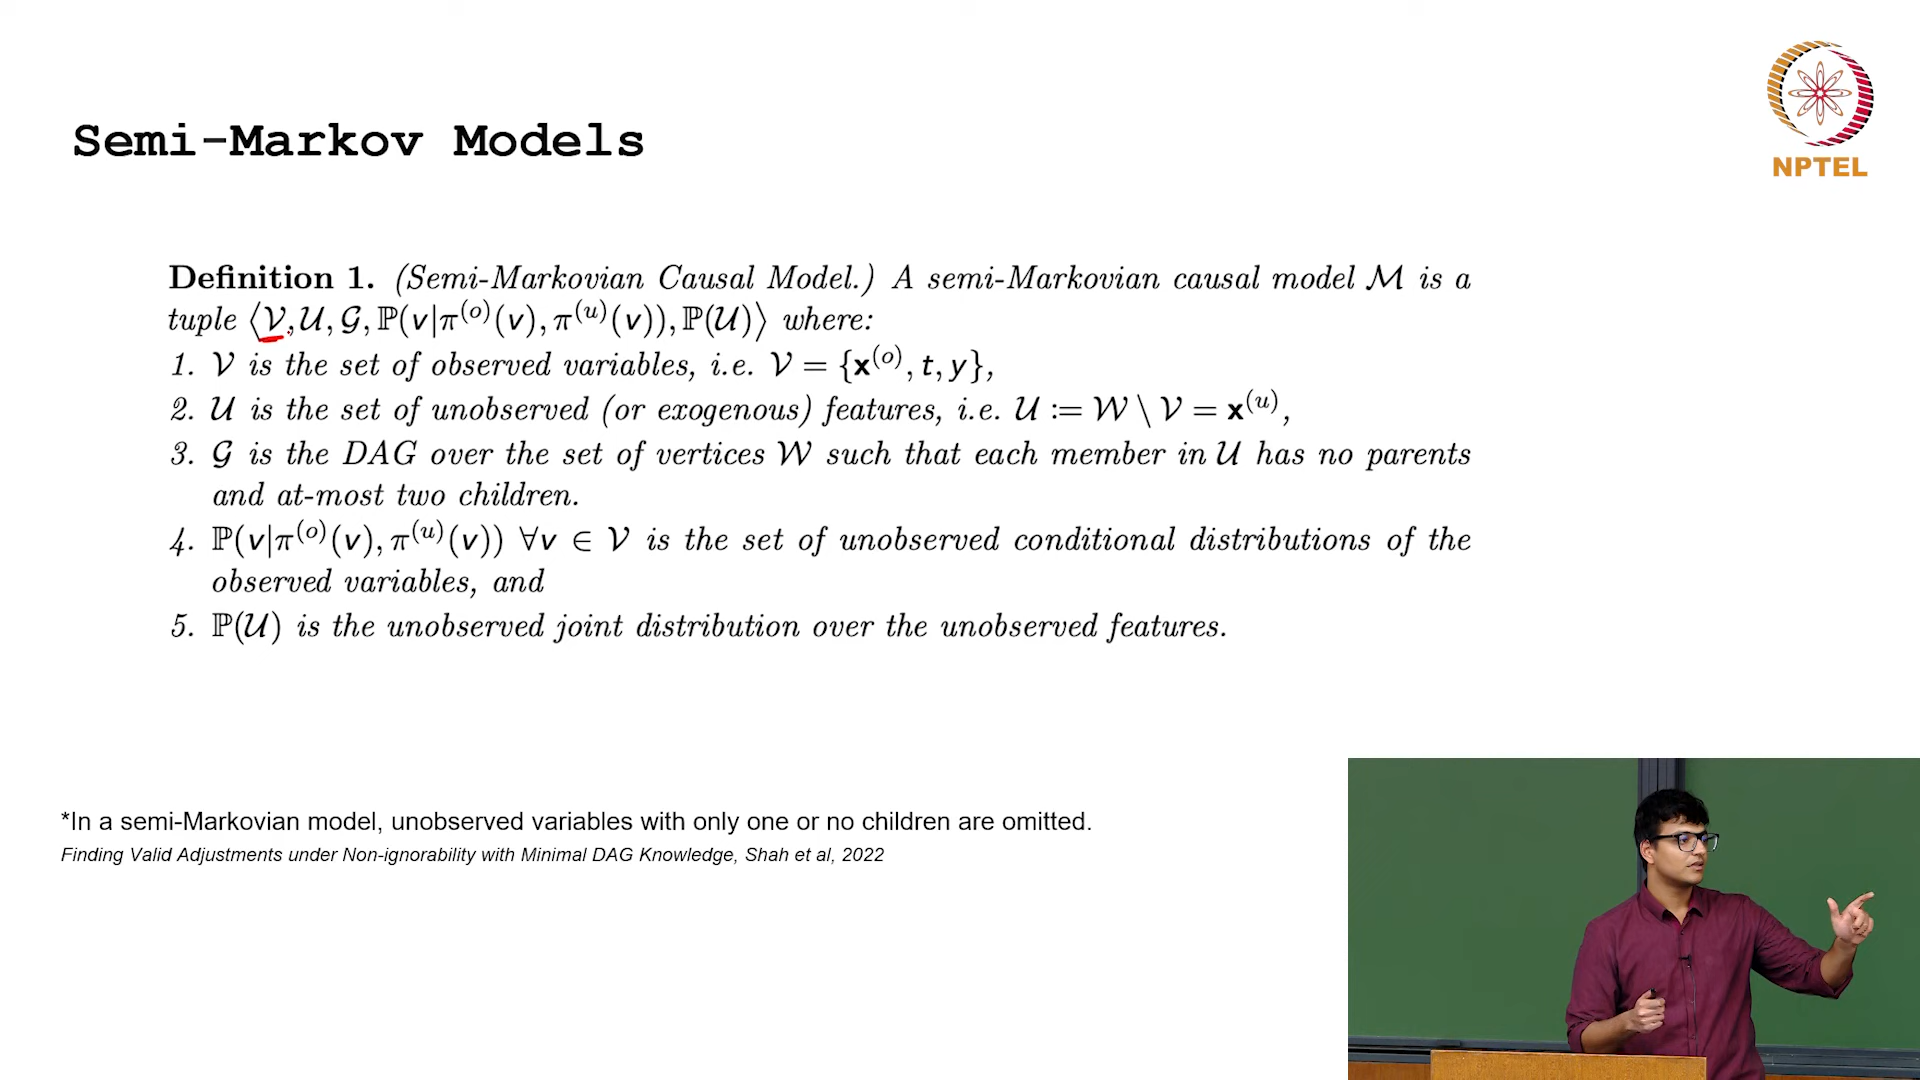 NPTEL
Semi-Markov Models
Definition 1. (Semi-Markovian Causal Model.) A semi-Markovian causal model ℳ is a
tuple ⟨𝒱, 𝒰, 𝒢, ℙ(v|π^(o)(v), π^(u)(v)), ℙ(𝒰)⟩ where:
1. 𝒱 is the set of observed variables, i.e. 𝒱 = {x^(o), t, y},
2. 𝒰 is the set of unobserved (or exogenous) features, i.e. 𝒰 := 𝒲 \ 𝒱 = x^(u),
3. 𝒢 is the DAG over the set of vertices 𝒲 such that each member in 𝒰 has no parents
and at-most two children.
4. ℙ(v|π^(o)(v), π^(u)(v)) ∀v ∈ 𝒱 is the set of unobserved conditional distributions of the
observed variables, and
5. ℙ(𝒰) is the unobserved joint distribution over the unobserved features.
*In a semi-Markovian model, unobserved variables with only one or no children are omitted.
Finding Valid Adjustments under Non-ignorability with Minimal DAG Knowledge, Shah et al, 2022